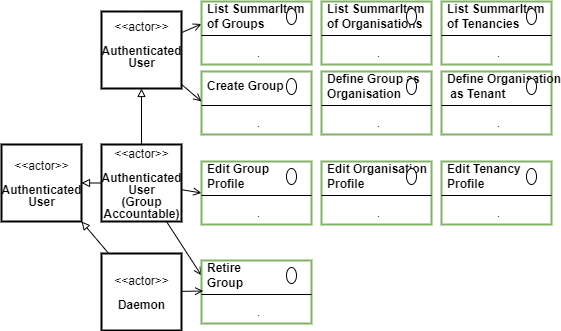 <<actor>>
Authenticated
User
List SummarItem
of Groups
.
List SummarItem
of Organisations
.
List SummarItem
of Tenancies
.
Create Group
.
Define Group as
Organisation
.
Define Organisation
as Tenant
.
<<actor>>
Authenticated
User
<<actor>>
Authenticated
User
(Group
Accountable)
Edit Group
Profile
.
Edit Organisation
Profile
.
Edit Tenancy
Profile
.
<<actor>>
Daemon
Retire
Group
.